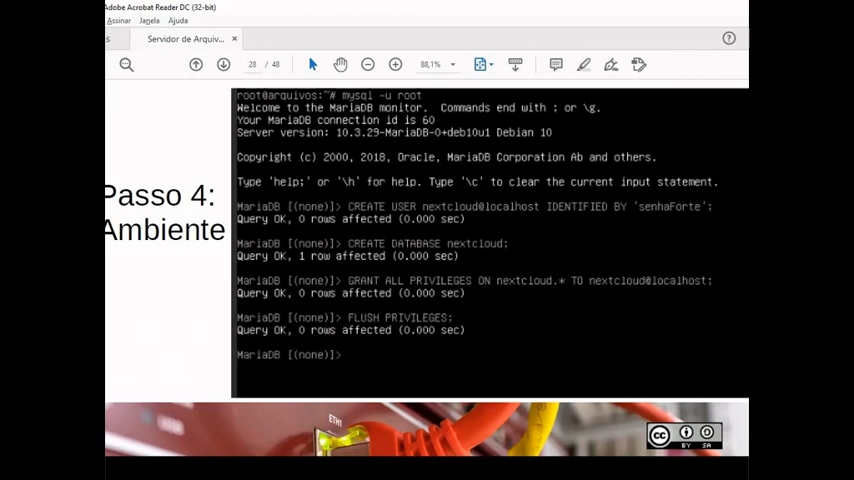 Adobe Acrobat Reader DC (32-bit)
Assinar Janela Ajuda
s Servidor de Arquiv... ×
28 / 48 88,1%
Passo 4:
Ambiente
root@arquivos:~# mysql -u root
Welcome to the MariaDB monitor.  Commands end with ; or \g.
Your MariaDB connection id is 60
Server version: 10.3.29-MariaDB-0+deb10u1 Debian 10
Copyright (c) 2000, 2018, Oracle, MariaDB Corporation Ab and others.
Type 'help;' or '\h' for help. Type '\c' to clear the current input statement.
MariaDB [(none)]> CREATE USER nextcloud@localhost IDENTIFIED BY 'senhaForte';
Query OK, 0 rows affected (0.000 sec)
MariaDB [(none)]> CREATE DATABASE nextcloud;
Query OK, 1 row affected (0.000 sec)
MariaDB [(none)]> GRANT ALL PRIVILEGES ON nextcloud.* TO nextcloud@localhost;
Query OK, 0 rows affected (0.000 sec)
MariaDB [(none)]> FLUSH PRIVILEGES;
Query OK, 0 rows affected (0.000 sec)
MariaDB [(none)]>
ETH1
CC BY SA